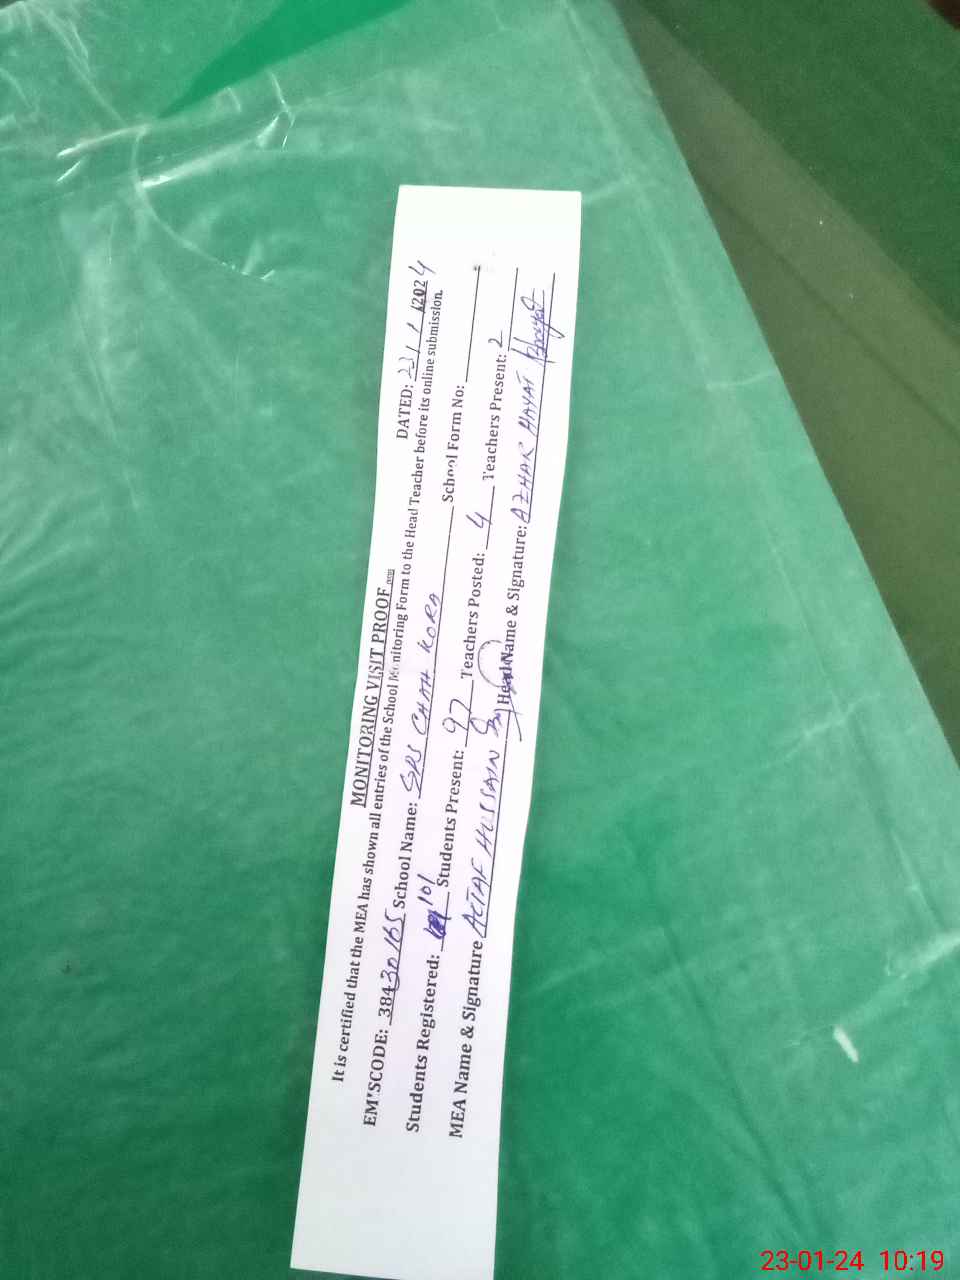 MONITORING VISIT PROOF
DATED: 23/1/2024
It is certified that the MEA has shown all entries of the School Monitoring Form to the Head Teacher before its online submission.
EMISCODE: 38430165 School Name: GPS CHAH KORA School Form No:
Students Registered: 101 Students Present: 97 Teachers Posted: 4 Teachers Present: 2
MEA Name & Signature ALTAF HUSSAIN Head Name & Signature: AZHAR HAYAT
23-01-24 10:19